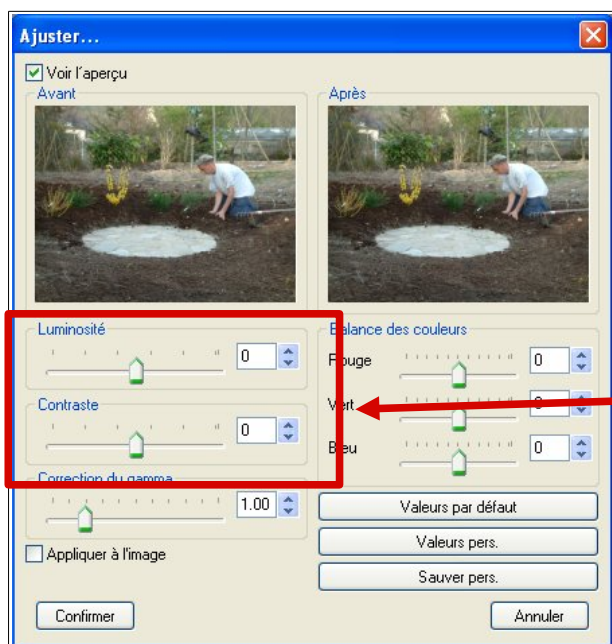 Ajuster...
Voir l'aperçu
Avant
Après
Luminosité
0
Contraste
0
Correction du gamma
1.00
Appliquer à l'image
Balance des couleurs
Rouge
0
Vert
0
Bleu
0
Valeurs par défaut
Valeurs pers.
Sauver pers.
Confirmer
Annuler